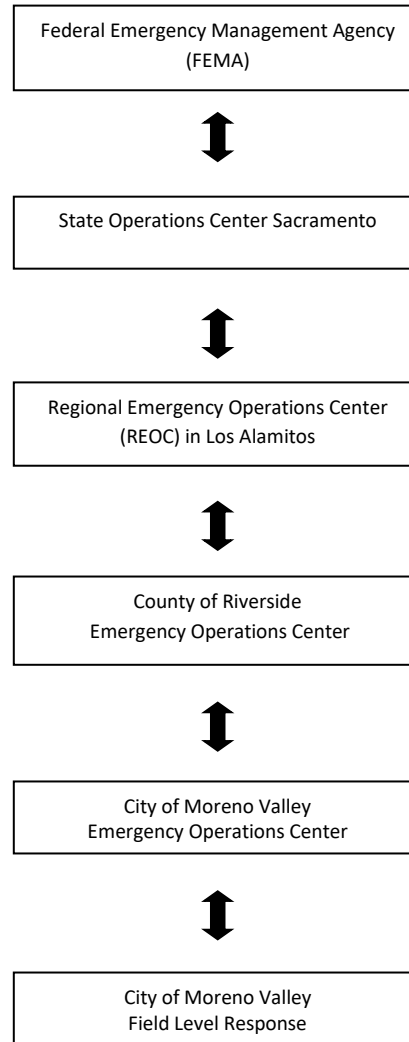 Federal Emergency Management Agency
(FEMA)
State Operations Center Sacramento
Regional Emergency Operations Center
(REOC) in Los Alamitos
County of Riverside
Emergency Operations Center
City of Moreno Valley
Emergency Operations Center
City of Moreno Valley
Field Level Response